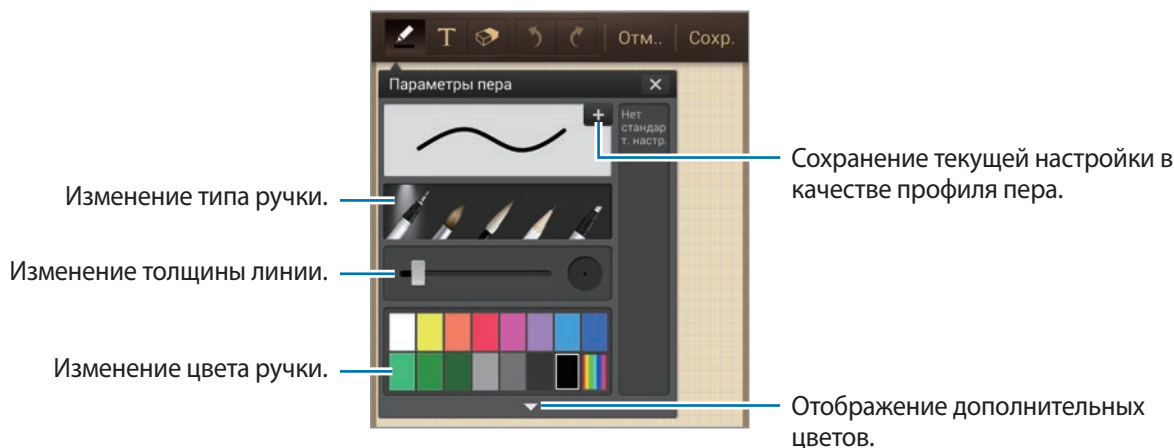 T Отм.. Сохр.
Параметры пера
Нет
стандар
т. настр.
Сохранение текущей настройки в
качестве профиля пера.
Изменение типа ручки.
Изменение толщины линии.
Изменение цвета ручки.
Отображение дополнительных
цветов.